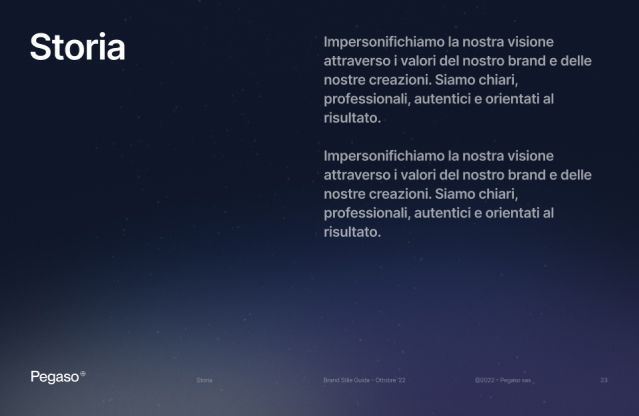 Storia
Impersonifichiamo la nostra visione
attraverso i valori del nostro brand e delle
nostre creazioni. Siamo chiari,
professionali, autentici e orientati al
risultato.
Impersonifichiamo la nostra visione
attraverso i valori del nostro brand e delle
nostre creazioni. Siamo chiari,
professionali, autentici e orientati al
risultato.
Pegaso®
Storia
Brand Stile Guida - Ottobre '22
©2022 - Pegaso sas
23